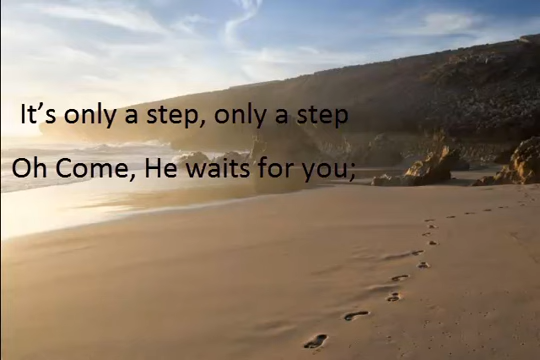 It’s only a step, only a step
Oh Come, He waits for you;